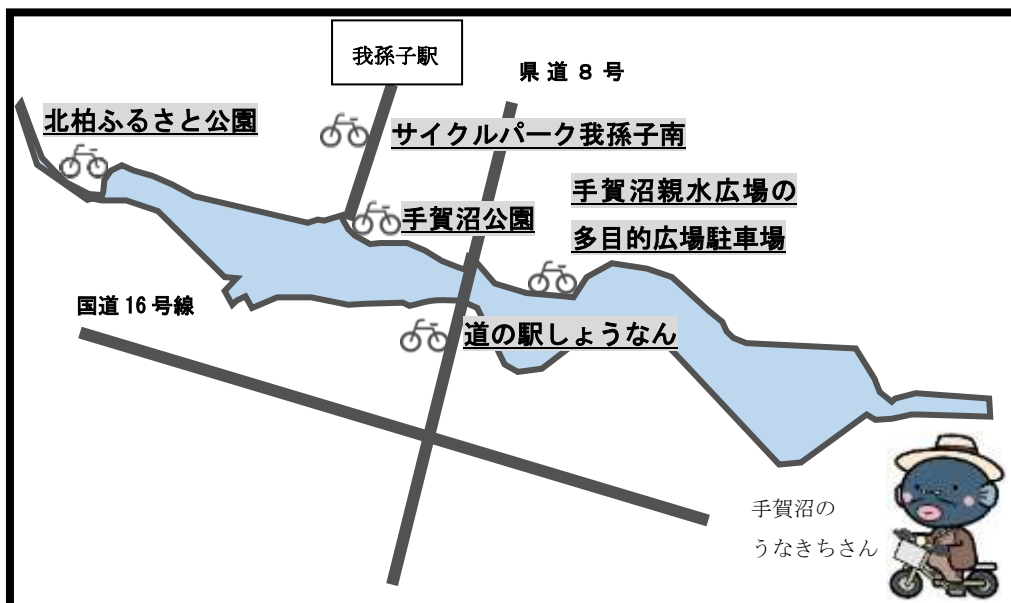 我孫子駅
県道８号
北柏ふるさと公園
サイクルパーク我孫子南
手賀沼親水広場の
多目的広場駐車場
手賀沼公園
国道16号線
道の駅しょうなん
手賀沼の
うなきちさん